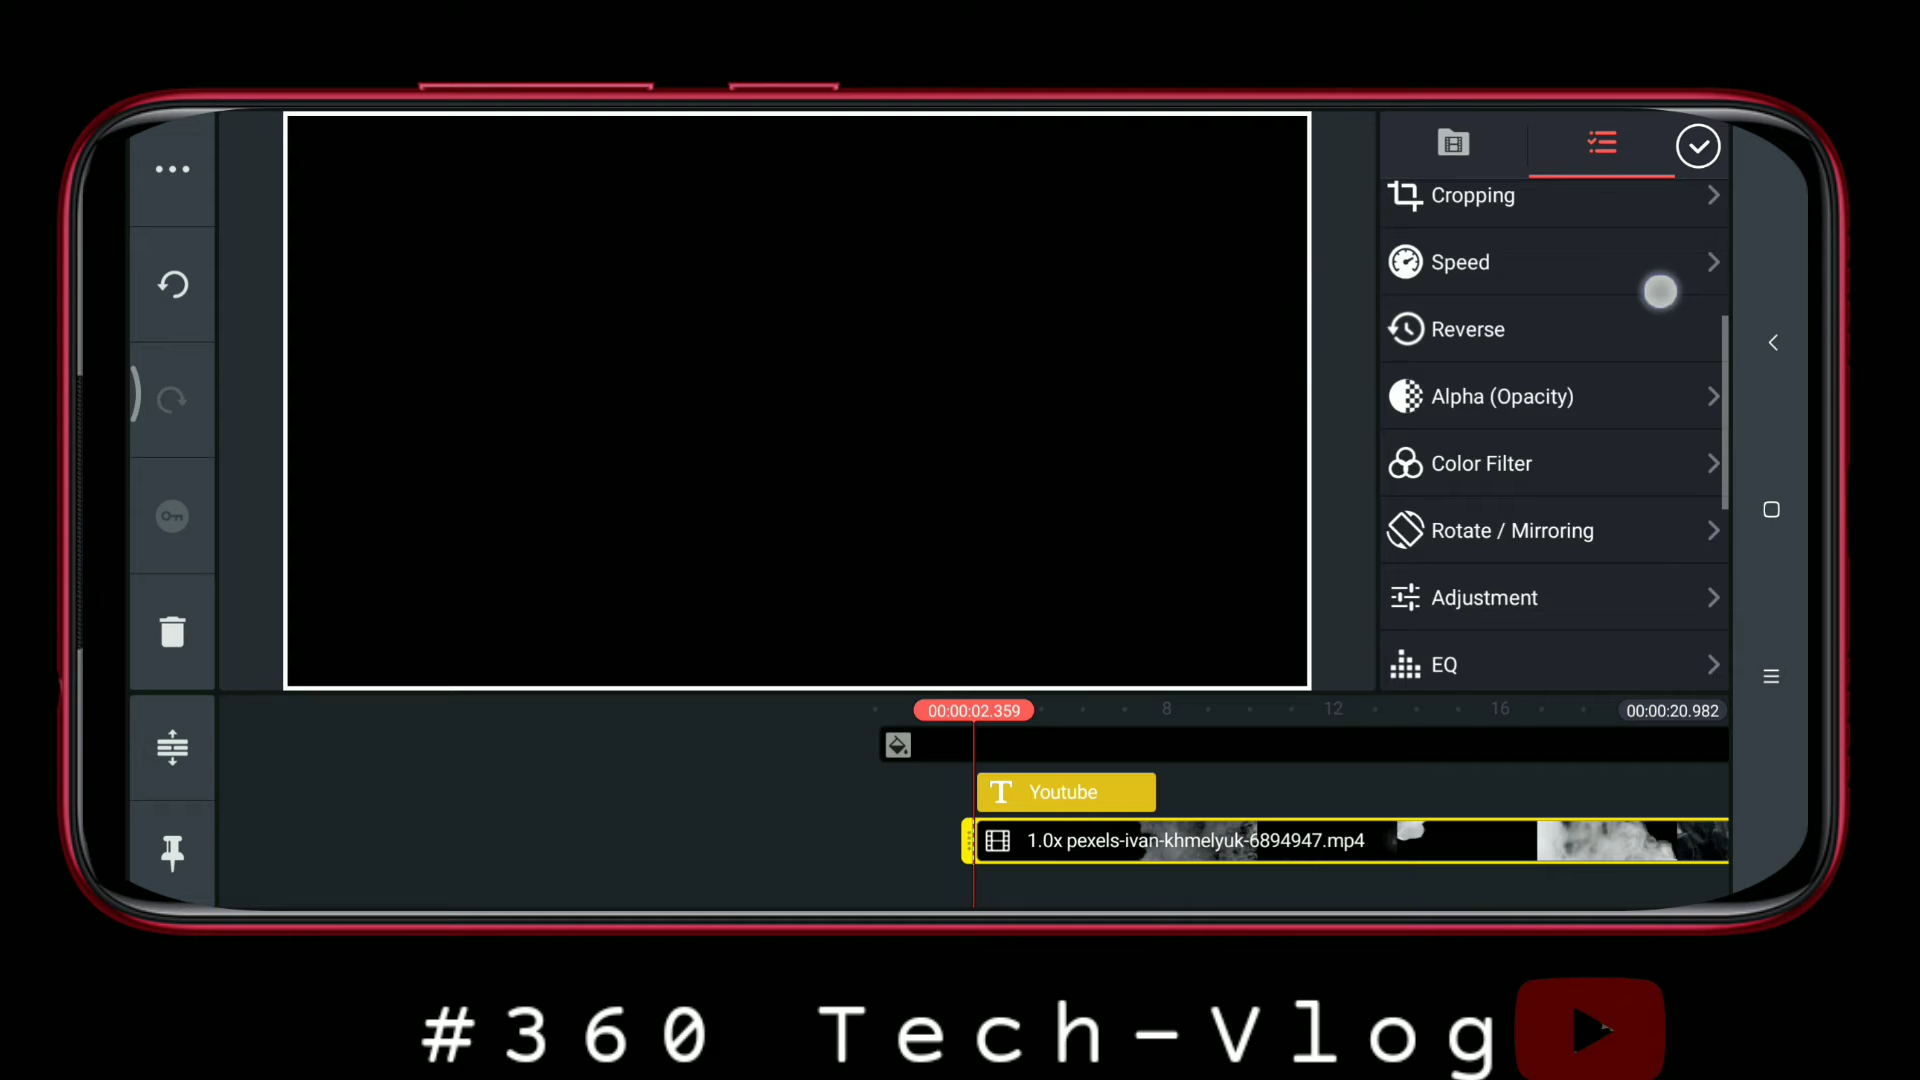 Cropping
Speed
Reverse
Alpha (Opacity)
Color Filter
Rotate / Mirroring
Adjustment
EQ
00:00:02.359 8 12 16 00:00:20.982
T Youtube
1.0x pexels-ivan-khmelyuk-6894947.mp4
#360 Tech-Vlog